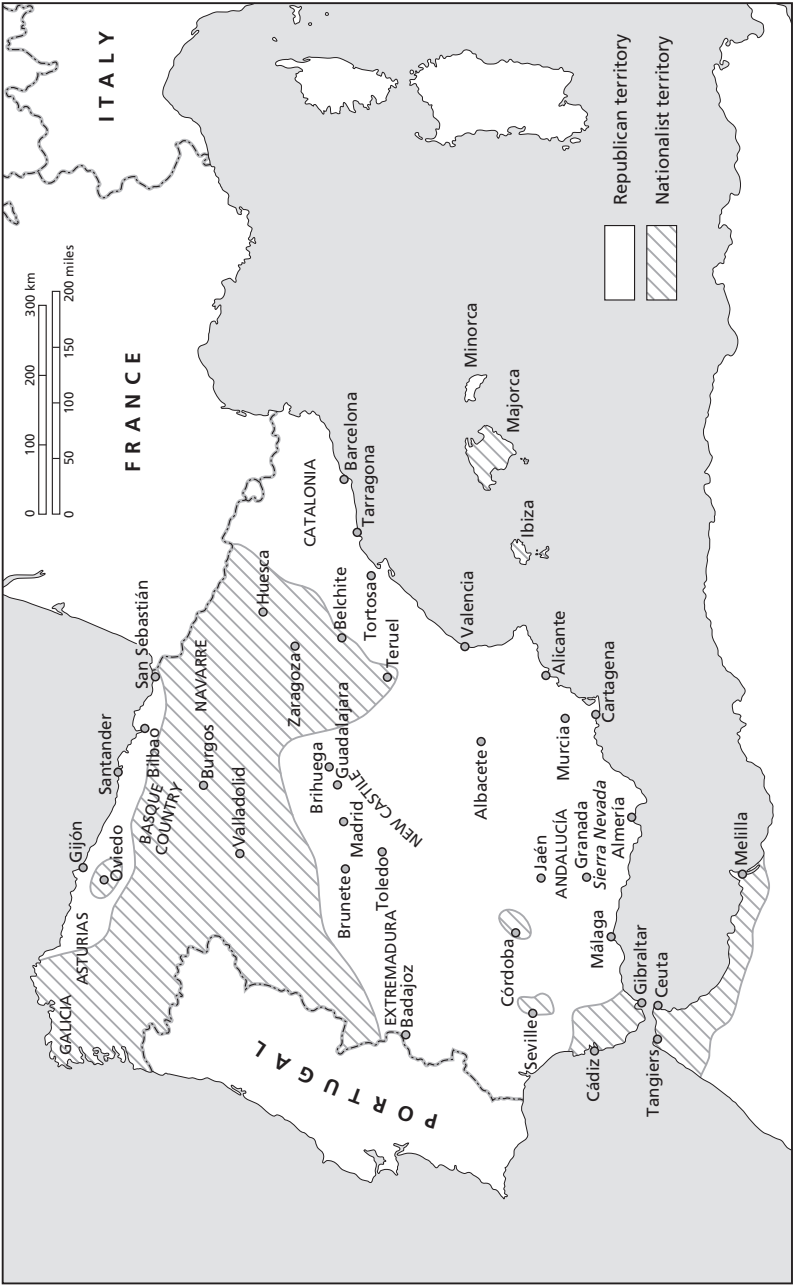 ITALY
FRANCE
0 100 200 300 km
0 50 100 150 200 miles
GALICIA
ASTURIAS
Gijón
Oviedo
Santander
Bilbao
San Sebastián
BASQUE
COUNTRY
NAVARRE
Burgos
Valladolid
Huesca
Zaragoza
CATALONIA
Barcelona
Tarragona
Belchite
Tortosa
Teruel
Brihuega
Guadalajara
Madrid
Brunete
Toledo
NEW CASTILE
EXTREMADURA
Badajoz
PORTUGAL
Valencia
Minorca
Majorca
Ibiza
Albacete
Alicante
Murcia
Cartagena
Córdoba
Jaén
ANDALUCÍA
Granada
Sierra Nevada
Almería
Seville
Málaga
Cádiz
Gibraltar
Ceuta
Tangiers
Melilla
Republican territory
Nationalist territory